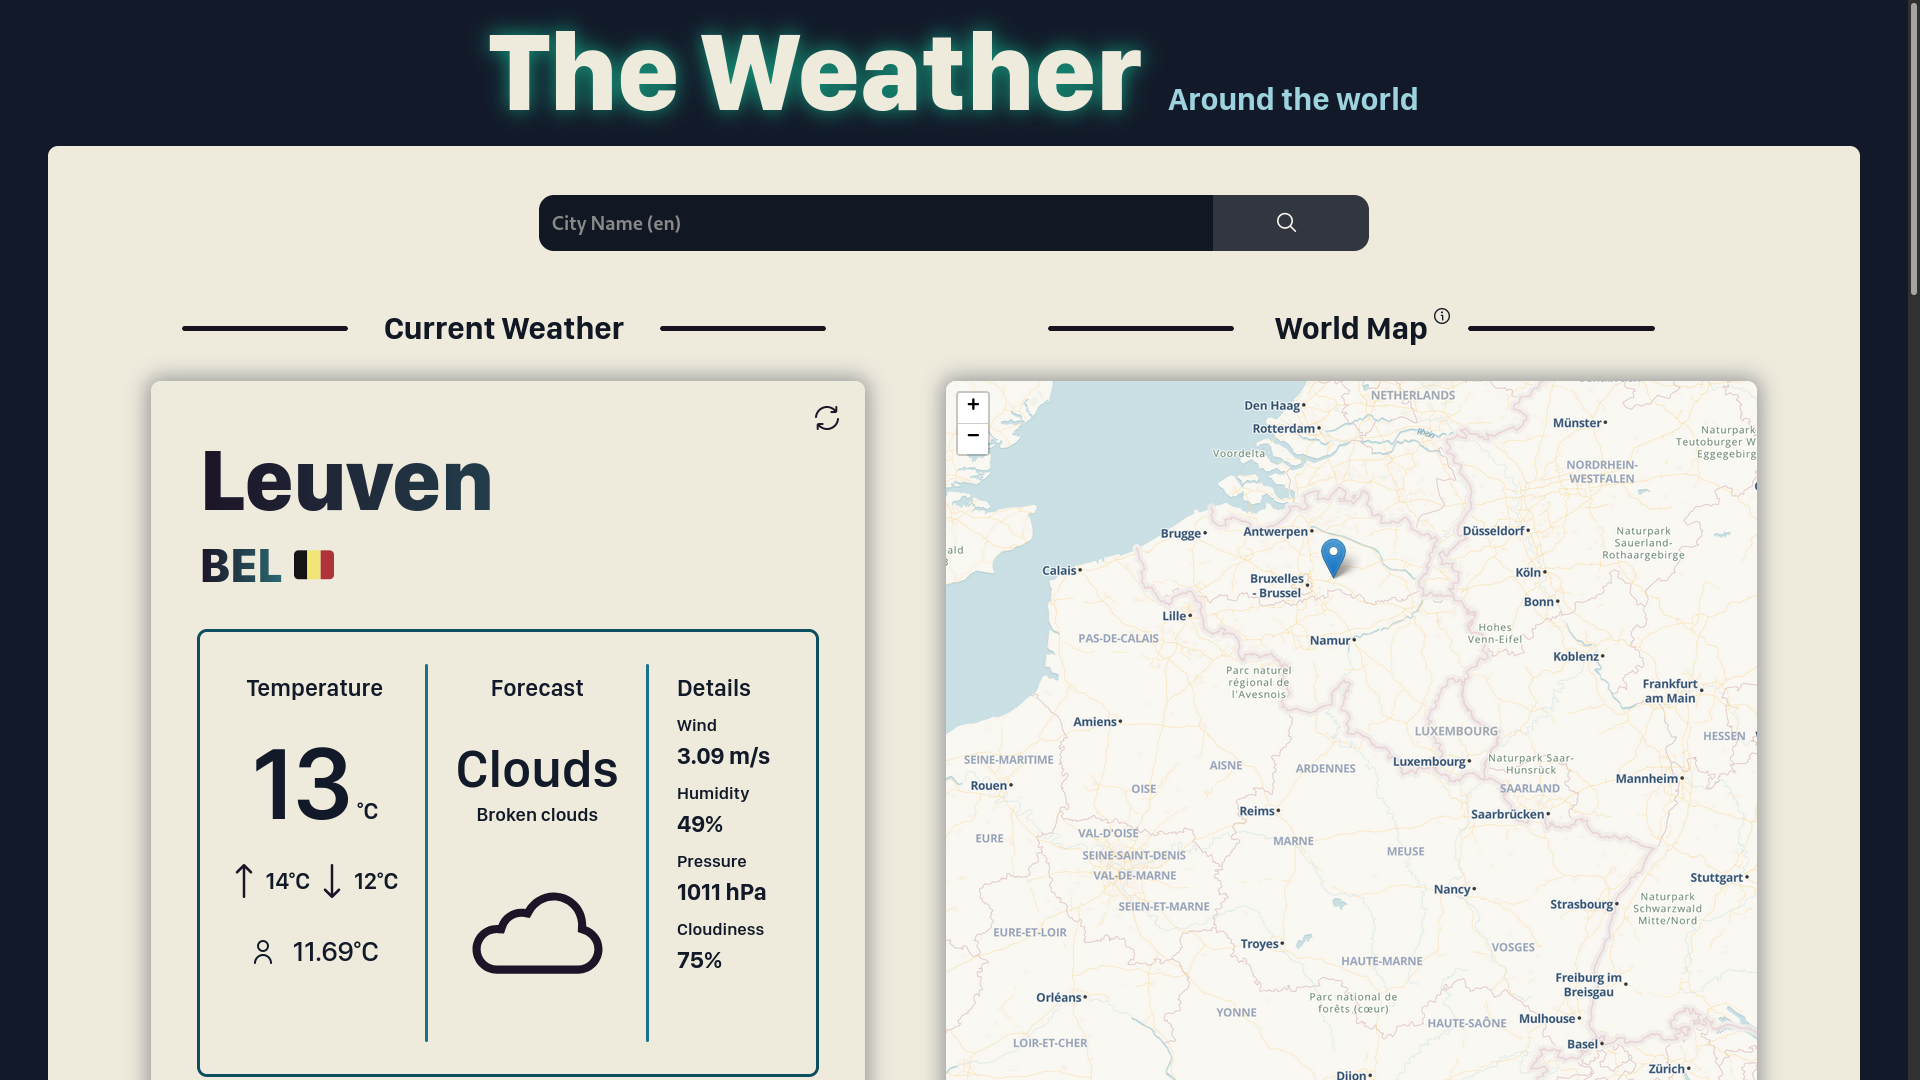 The Weather
Around the world
City Name (en)
Current Weather
Leuven
BEL
Temperature
13 °C
14°C 12°C
11.69°C
Forecast
Clouds
Broken clouds
Details
Wind
3.09 m/s
Humidity
49%
Pressure
1011 hPa
Cloudiness
75%
World Map
+
−
NETHERLANDS
Den Haag
Rotterdam
Rhein
Voordelta
Münster
Naturpark
Teutoburger W
Eggegebirg
NORDRHEIN-
WESTFALEN
Brugge
Antwerpen
Düsseldorf
Naturpark
Sauerland-
Rothaargebirge
ald
Calais
Bruxelles
- Brussel
Köln
Bonn
Lille
PAS-DE-CALAIS
Namur
Hohes
Venn-Eifel
Koblenz
Parc naturel
régional de
l'Avesnois
Frankfurt
am Main
Amiens
LUXEMBOURG
HESSEN
SEINE-MARITIME
AISNE
ARDENNES
Luxembourg
Naturpark Saar-
Hunsrück
Rouen
OISE
SAARLAND
Mannheim
Reims
Saarbrücken
EURE
VAL-D'OISE
MARNE
SEINE-SAINT-DENIS
MEUSE
VAL-DE-MARNE
Nancy
Stuttgart
SEIEN-ET-MARNE
Strasbourg
Naturpark
Schwarzwald
Mitte/Nord
EURE-ET-LOIR
Troyes
VOSGES
HAUTE-MARNE
Freiburg im
Breisgau
Orléans
Parc national de
forêts (cœur)
YONNE
HAUTE-SAÔNE
Mulhouse
LOIR-ET-CHER
Basel
Dijon
Zürich